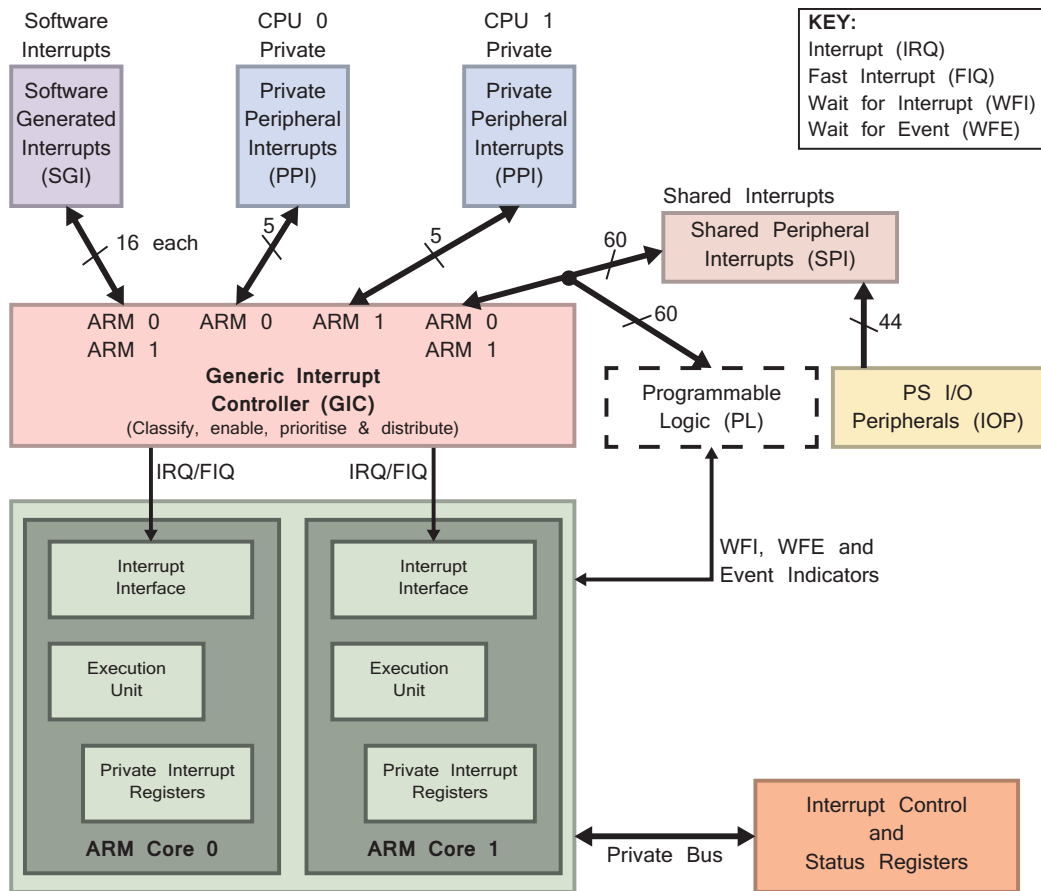 Software
Interrupts
CPU 0
Private
CPU 1
Private
KEY:
Interrupt (IRQ)
Fast Interrupt (FIQ)
Wait for Interrupt (WFI)
Wait for Event (WFE)
Software
Generated
Interrupts
(SGI)
Private
Peripheral
Interrupts
(PPI)
Private
Peripheral
Interrupts
(PPI)
Shared Interrupts
Shared Peripheral
Interrupts (SPI)
16 each
5
5
60
60
44
ARM 0
ARM 1
ARM 0
ARM 1
ARM 0
ARM 1
Generic Interrupt
Controller (GIC)
(Classify, enable, prioritise & distribute)
Programmable
Logic (PL)
PS I/O
Peripherals (IOP)
IRQ/FIQ
IRQ/FIQ
Interrupt
Interface
Execution
Unit
Private Interrupt
Registers
ARM Core 0
Interrupt
Interface
Execution
Unit
Private Interrupt
Registers
ARM Core 1
WFI, WFE and
Event Indicators
Private Bus
Interrupt Control
and
Status Registers